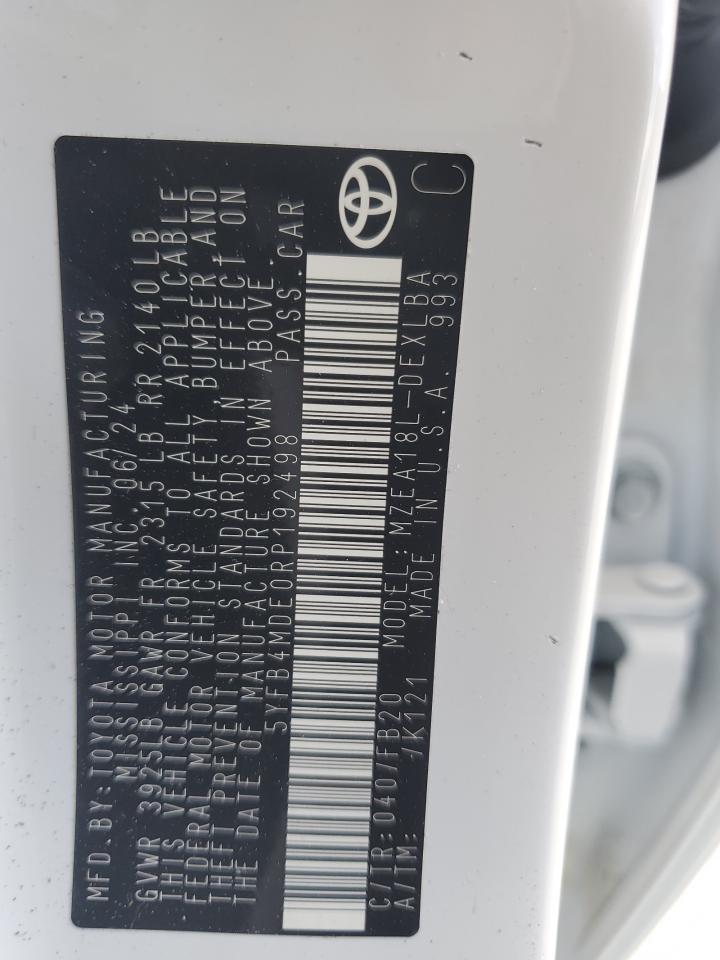 MFD.BY:TOYOTA MOTOR MANUFACTURING
MISSISSIPPI INC. 06/24
GVWR 3925LB GAWR FR 2315 LB RR 2140LB
THIS VEHICLE CONFORMS TO ALL APPLICABLE
FEDERAL MOTOR VEHICLE SAFETY,BUMPER AND
THEFT PREVENTION STANDARDS IN EFFECT ON
THE DATE OF MANUFACTURE SHOWN ABOVE.
5YFB4MDE0RP192498 PASS.CAR
C/TR:040/FB20 MODEL:MZEA18L-DEXLBA
A/TM: /K121 MADE IN U.S.A. 993
C